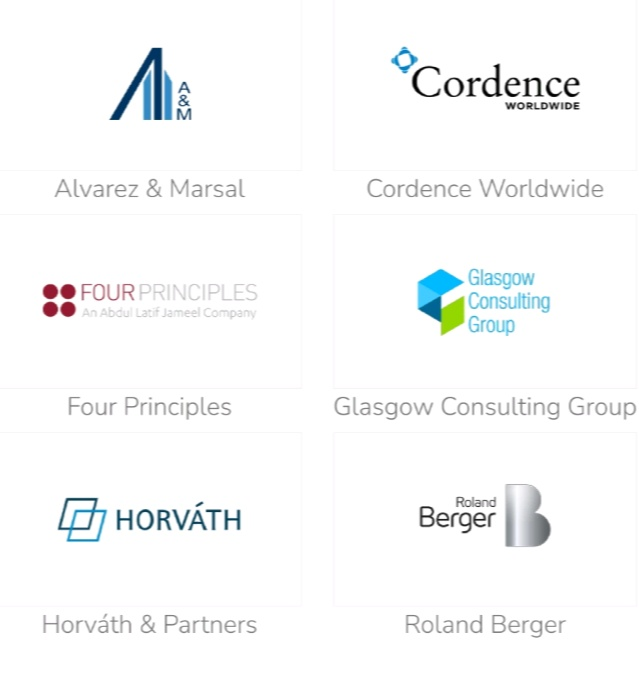 A
&
M
Alvarez & Marsal
Cordence
WORLDWIDE
Cordence Worldwide
FOUR PRINCIPLES
An Abdul Latif Jameel Company
Four Principles
Glasgow
Consulting
Group
Glasgow Consulting Group
HORVÁTH
Horváth & Partners
Roland
Berger
B
Roland Berger